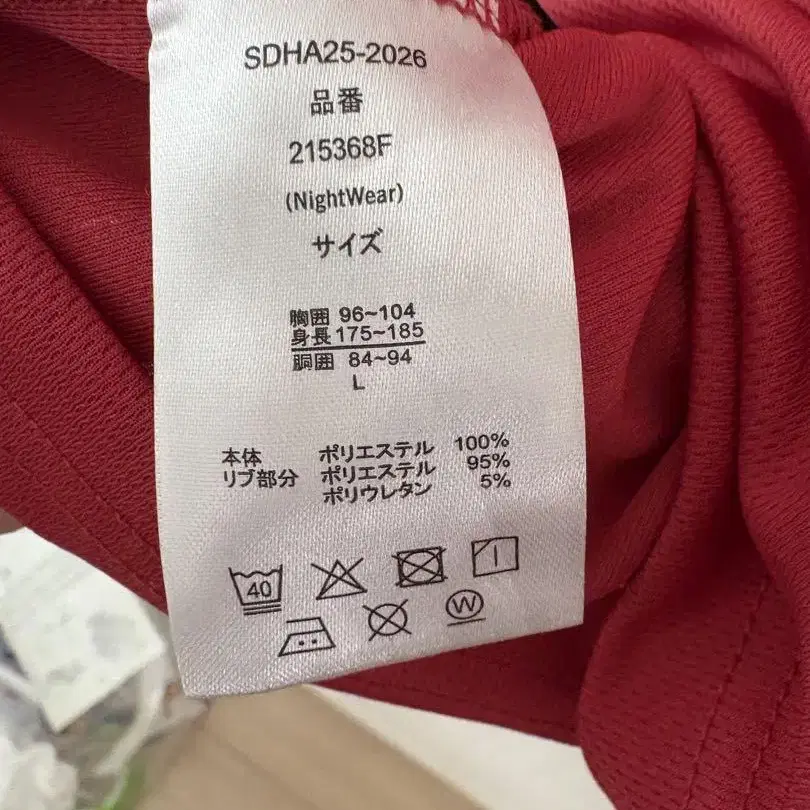 SDHA25-2026
品番
215368F
(NightWear)
サイズ
胸囲 96~104
身長 175~185
胴囲 84~94
L
本体 ポリエステル 100%
リブ部分 ポリエステル 95%
ポリウレタン 5%
40
W